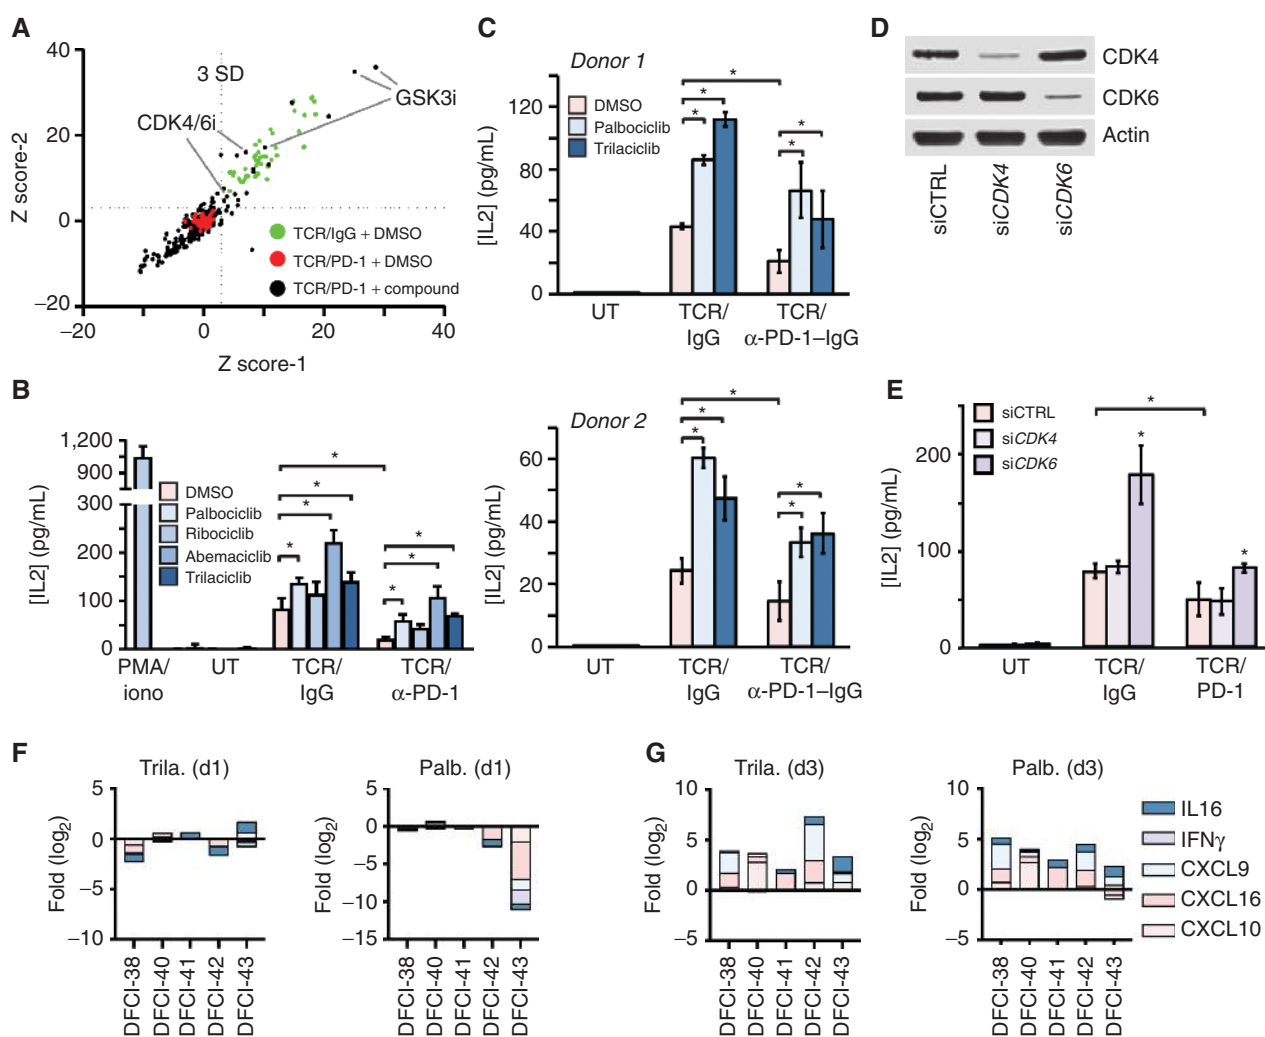 A
40
20
0
−20
Z score-2
3 SD
CDK4/6i
GSK3i
TCR/IgG + DMSO
TCR/PD-1 + DMSO
TCR/PD-1 + compound
−20
0
20
40
Z score-1
B
1,200
900
300
200
100
0
[IL2] (pg/mL)
DMSO
Palbociclib
Ribociclib
Abemaciclib
Trilaciclib
*
*
*
*
*
*
*
PMA/
iono
UT
TCR/
IgG
TCR/
α-PD-1
C
Donor 1
120
80
40
0
[IL2] (pg/mL)
DMSO
Palbociclib
Trilaciclib
*
*
*
*
*
UT
TCR/
IgG
TCR/
α-PD-1–IgG
Donor 2
60
40
20
0
[IL2] (pg/mL)
*
*
*
*
*
UT
TCR/
IgG
TCR/
α-PD-1–IgG
D
CDK4
CDK6
Actin
siCTRL
siCDK4
siCDK6
E
200
100
0
[IL2] (pg/mL)
siCTRL
siCDK4
siCDK6
*
*
*
UT
TCR/
IgG
TCR/
PD-1
F
Trila. (d1)
5
0
−5
−10
Fold (log2)
DFCI-38
DFCI-40
DFCI-41
DFCI-42
DFCI-43
Palb. (d1)
5
0
−5
−10
−15
Fold (log2)
DFCI-38
DFCI-40
DFCI-41
DFCI-42
DFCI-43
G
Trila. (d3)
10
5
0
−5
Fold (log2)
DFCI-38
DFCI-40
DFCI-41
DFCI-42
DFCI-43
Palb. (d3)
10
5
0
−5
Fold (log2)
DFCI-38
DFCI-40
DFCI-41
DFCI-42
DFCI-43
IL16
IFNγ
CXCL9
CXCL16
CXCL10